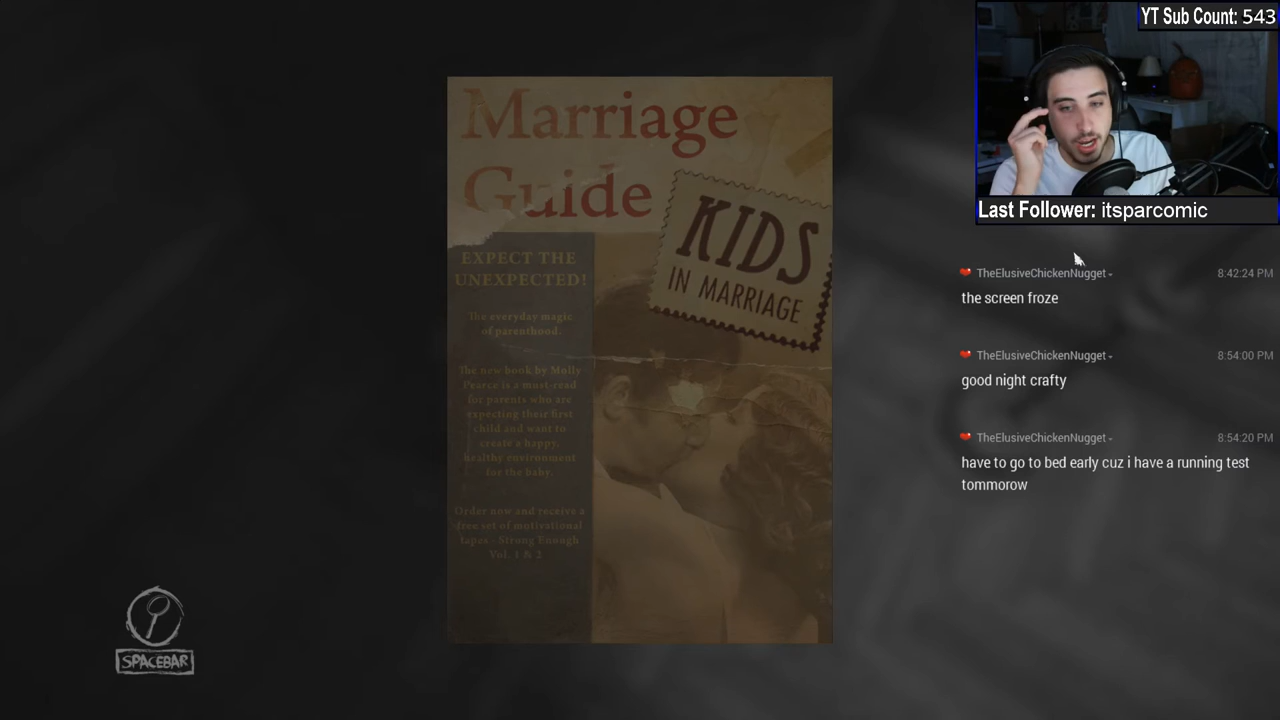 YT Sub Count: 543
Marriage
Guide
KIDS
IN MARRIAGE
EXPECT THE
UNEXPECTED!
The everyday magic
of parenthood.
The new book by Molly
Pearce is a must-read
for parents who are
expecting their first
child and want to
create a happy,
healthy environment
for the baby.
Order now and receive a
free set of motivational
tapes - Strong Enough
Vol. 1 & 2
SPACEBAR
Last Follower: itsparcomic
TheElusiveChickenNugget 8:42:24 PM
the screen froze
TheElusiveChickenNugget 8:54:00 PM
good night crafty
TheElusiveChickenNugget 8:54:20 PM
have to go to bed early cuz i have a running test
tommorow